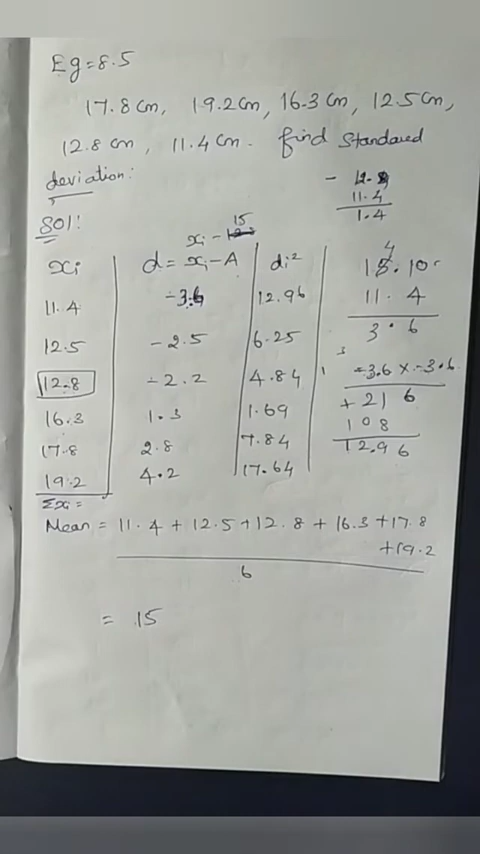 Eg=8.5
17.8 cm, 19.2 cm, 16.3 cm, 12.5 cm,
12.8 cm, 11.4 cm. find Standared
deviation:
- 12.8
11.4
1.4
Sol:
15
xi -
xi d = xi-A di²
11.4 -3.6 12.96
12.5 -2.5 6.25
12.8 -2.2 4.84
16.3 1.3 1.69
17.8 2.8 7.84
19.2 4.2 17.64
Σxi =
4
15.10
11.4
3.6
3
-3.6 x -3.6
+216
108
12.96
Mean = 11.4 + 12.5 + 12.8 + 16.3 + 17.8
+19.2
6
= 15